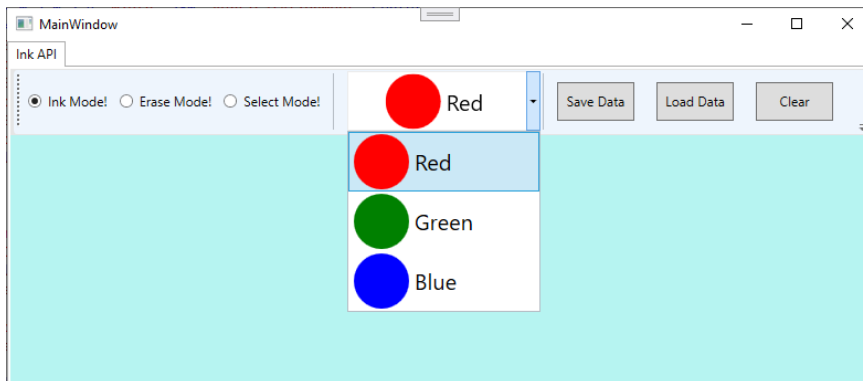 MainWindow
Ink API
Ink Mode! Erase Mode! Select Mode! Red Save Data Load Data Clear
Red
Green
Blue